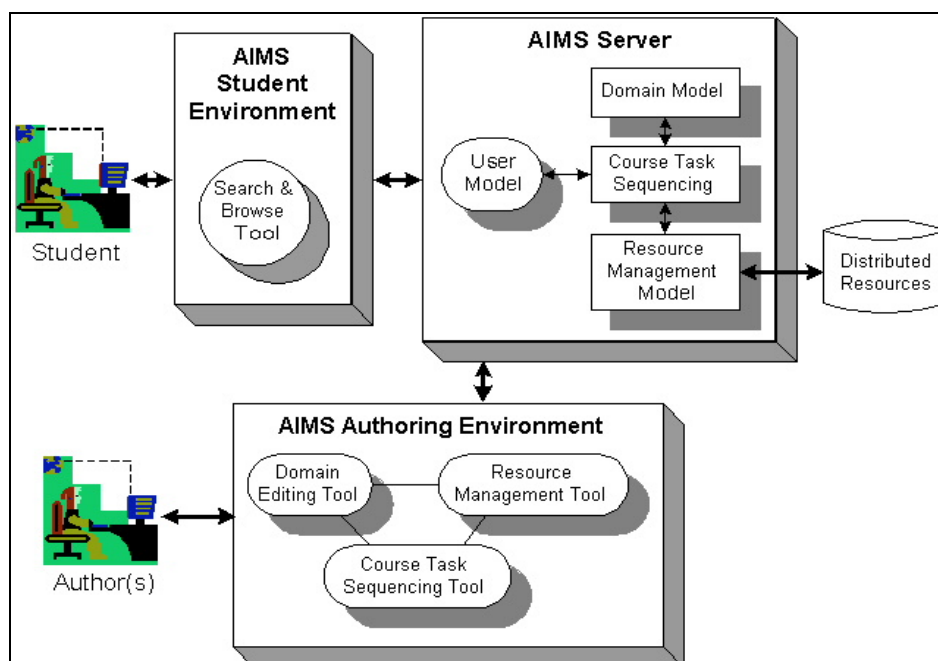 AIMS
Student
Environment
Search &
Browse
Tool
Student
AIMS Server
Domain Model
User
Model
Course Task
Sequencing
Resource
Management
Model
Distributed
Resources
AIMS Authoring Environment
Domain
Editing Tool
Resource
Management Tool
Course Task
Sequencing Tool
Author(s)